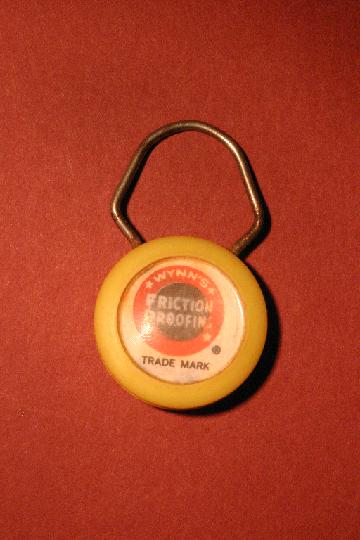 ★ WYNN'S ★
FRICTION
PROOFING
★ ★
TRADE MARK